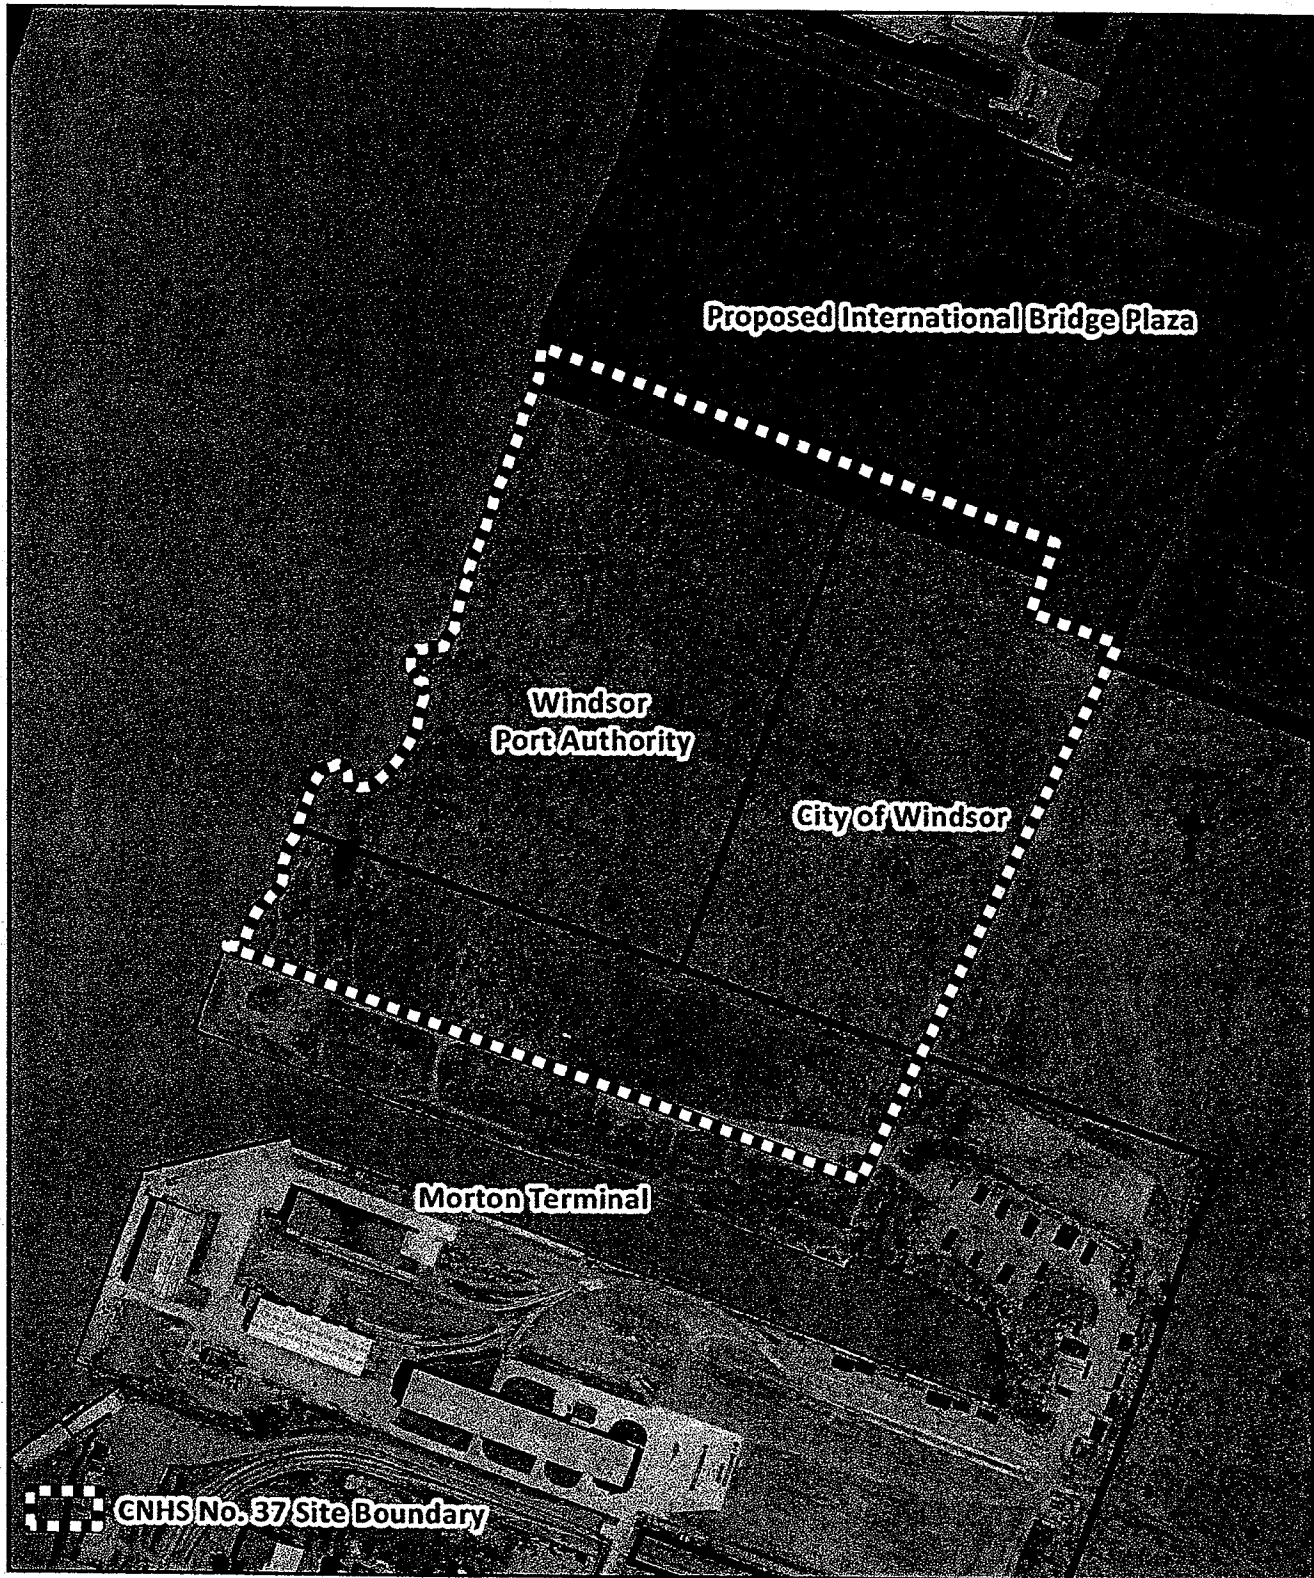 Proposed International Bridge Plaza
Windsor
Port Authority
City of Windsor
Morton Terminal
CNHS No. 37 Site Boundary